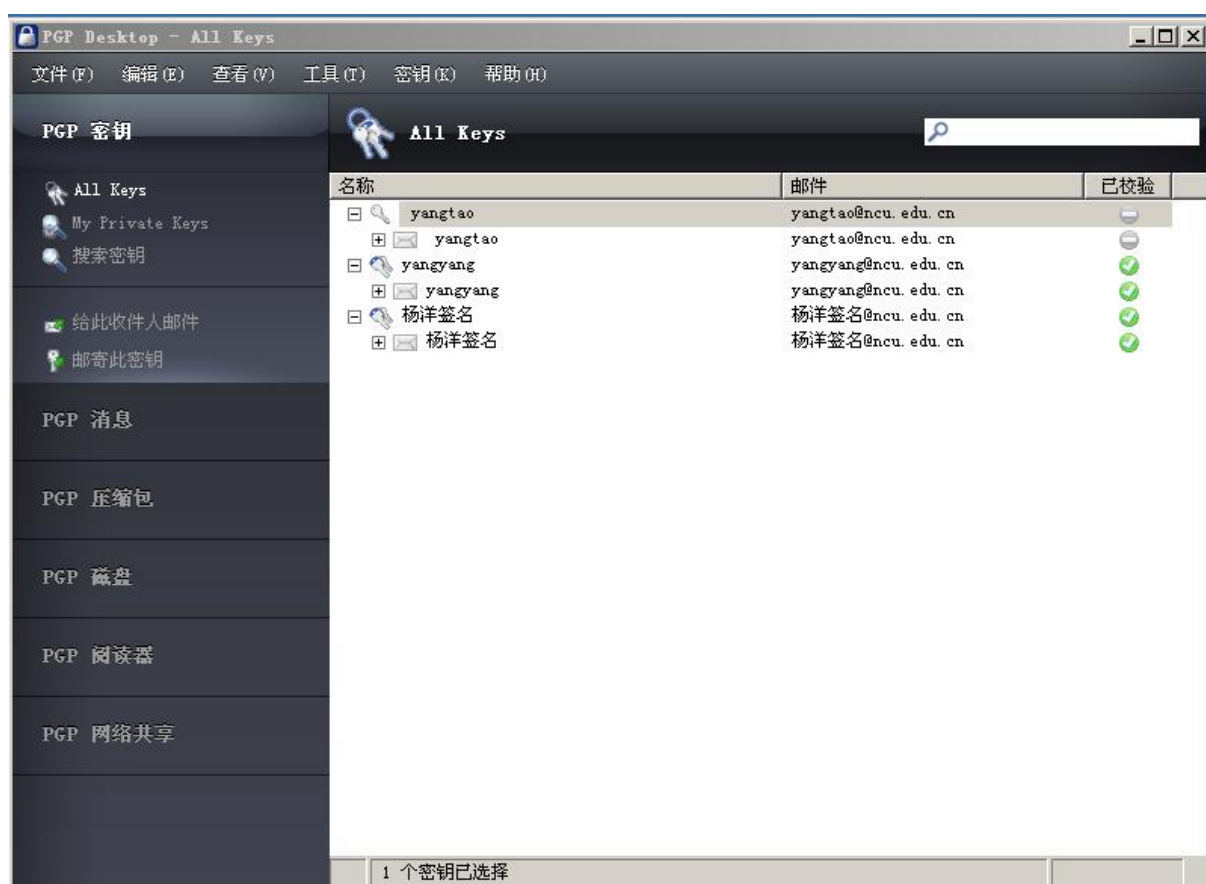 PGP Desktop - All Keys
文件(F) 编辑(E) 查看(V) 工具(T) 密钥(K) 帮助(H)
PGP 密钥
All Keys
My Private Keys
搜索密钥
给此收件人邮件
邮寄此密钥
PGP 消息
PGP 压缩包
PGP 磁盘
PGP 阅读器
PGP 网络共享
All Keys
名称 邮件 已校验
yangtao yangtao@ncu.edu.cn
yangtao yangtao@ncu.edu.cn
yangyang yangyang@ncu.edu.cn
yangyang yangyang@ncu.edu.cn
杨洋签名 杨洋签名@ncu.edu.cn
杨洋签名 杨洋签名@ncu.edu.cn
1 个密钥已选择